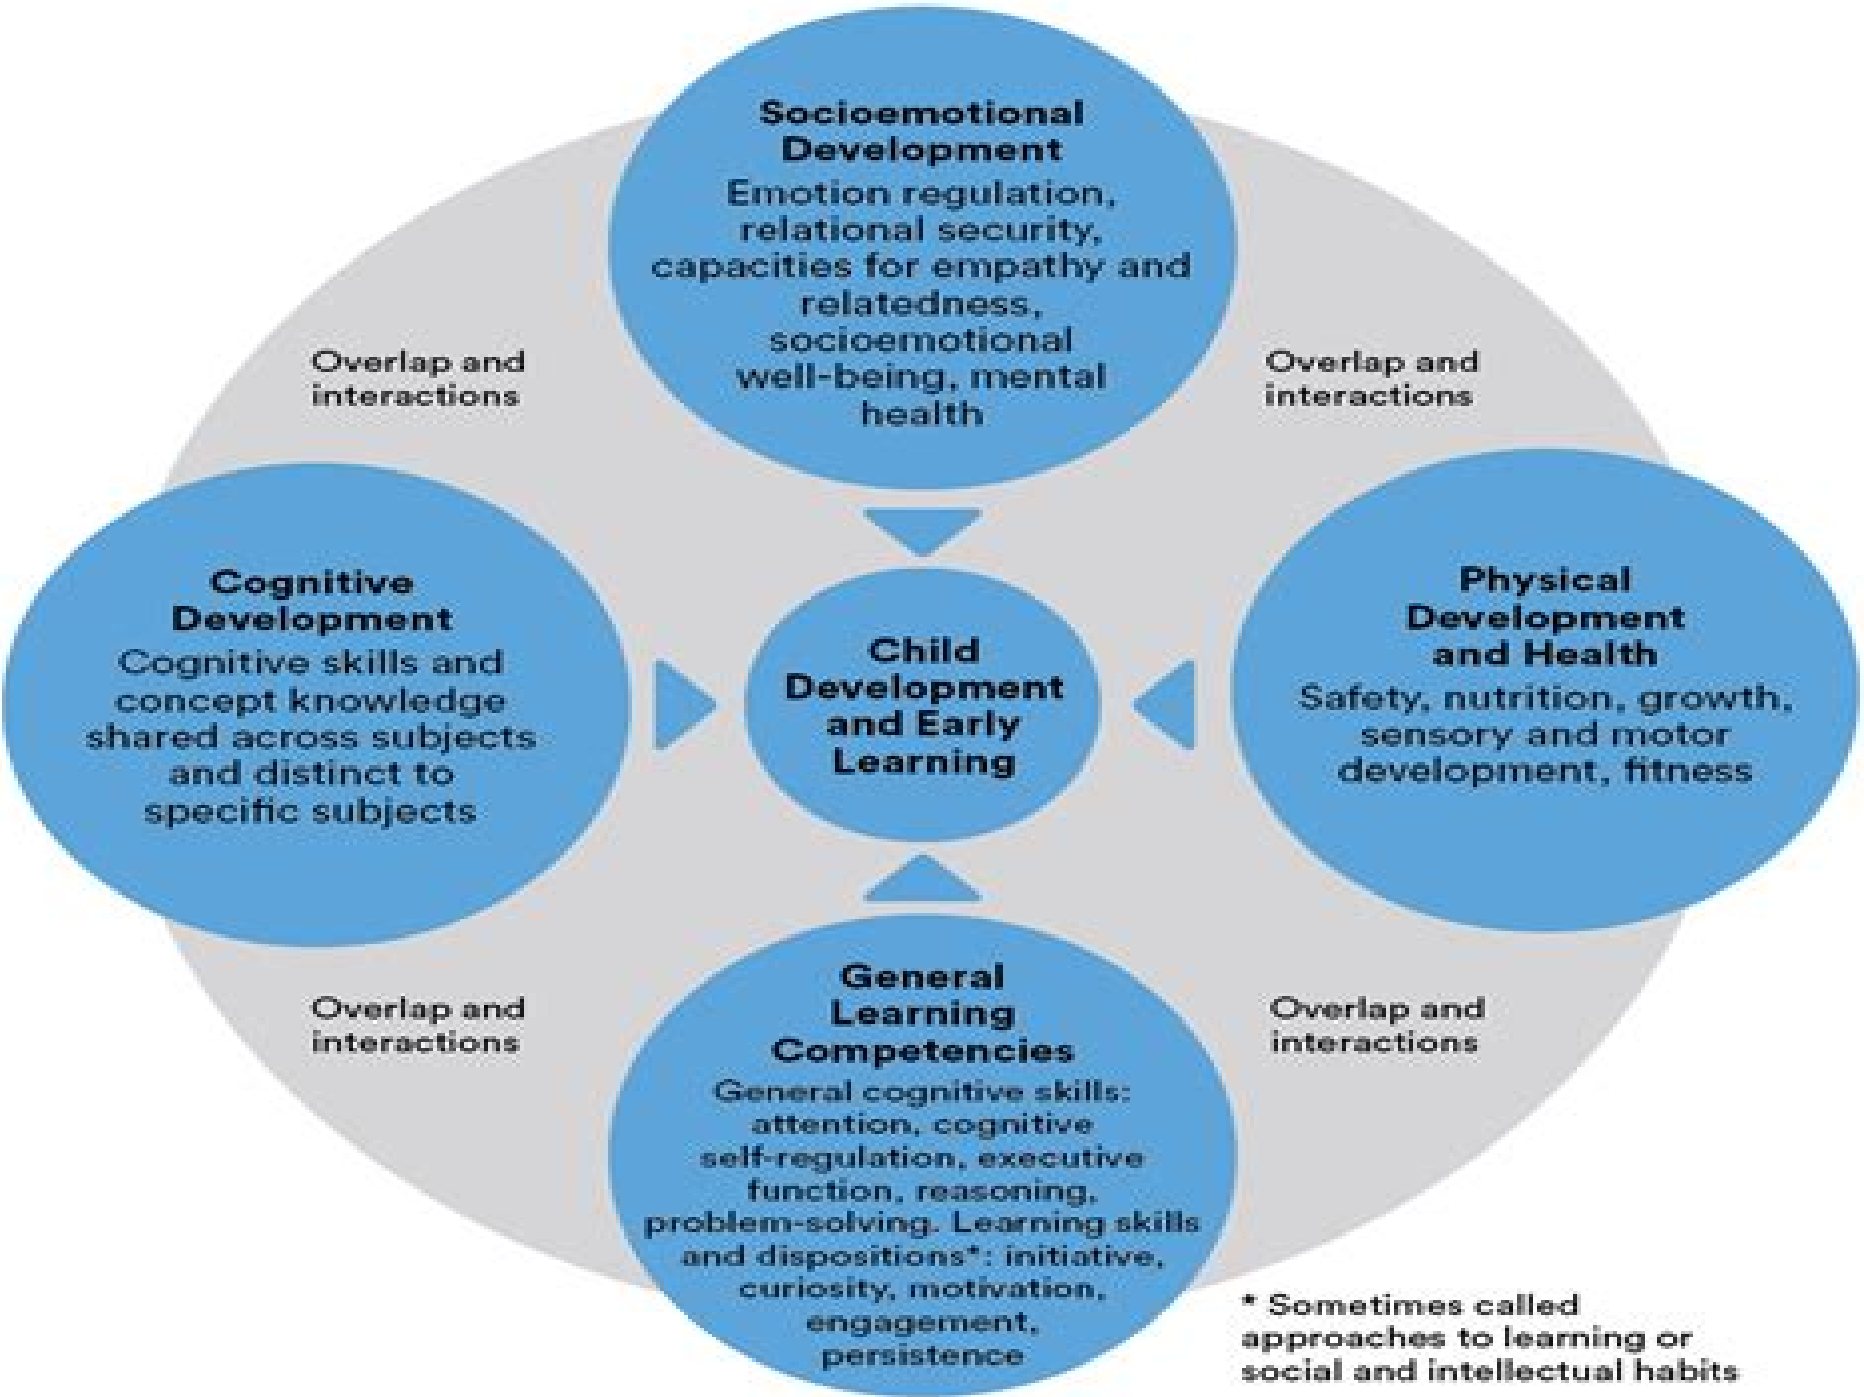 Socioemotional
Development
Emotion regulation,
relational security,
capacities for empathy and
relatedness,
socioemotional
well-being, mental
health
Overlap and
interactions
Overlap and
interactions
Cognitive
Development
Cognitive skills and
concept knowledge
shared across subjects
and distinct to
specific subjects
Child
Development
and Early
Learning
Physical
Development
and Health
Safety, nutrition, growth,
sensory and motor
development, fitness
General
Learning
Competencies
General cognitive skills:
attention, cognitive
self-regulation, executive
function, reasoning,
problem-solving. Learning skills
and dispositions*: initiative,
curiosity, motivation,
engagement,
persistence
Overlap and
interactions
Overlap and
interactions
* Sometimes called
approaches to learning or
social and intellectual habits